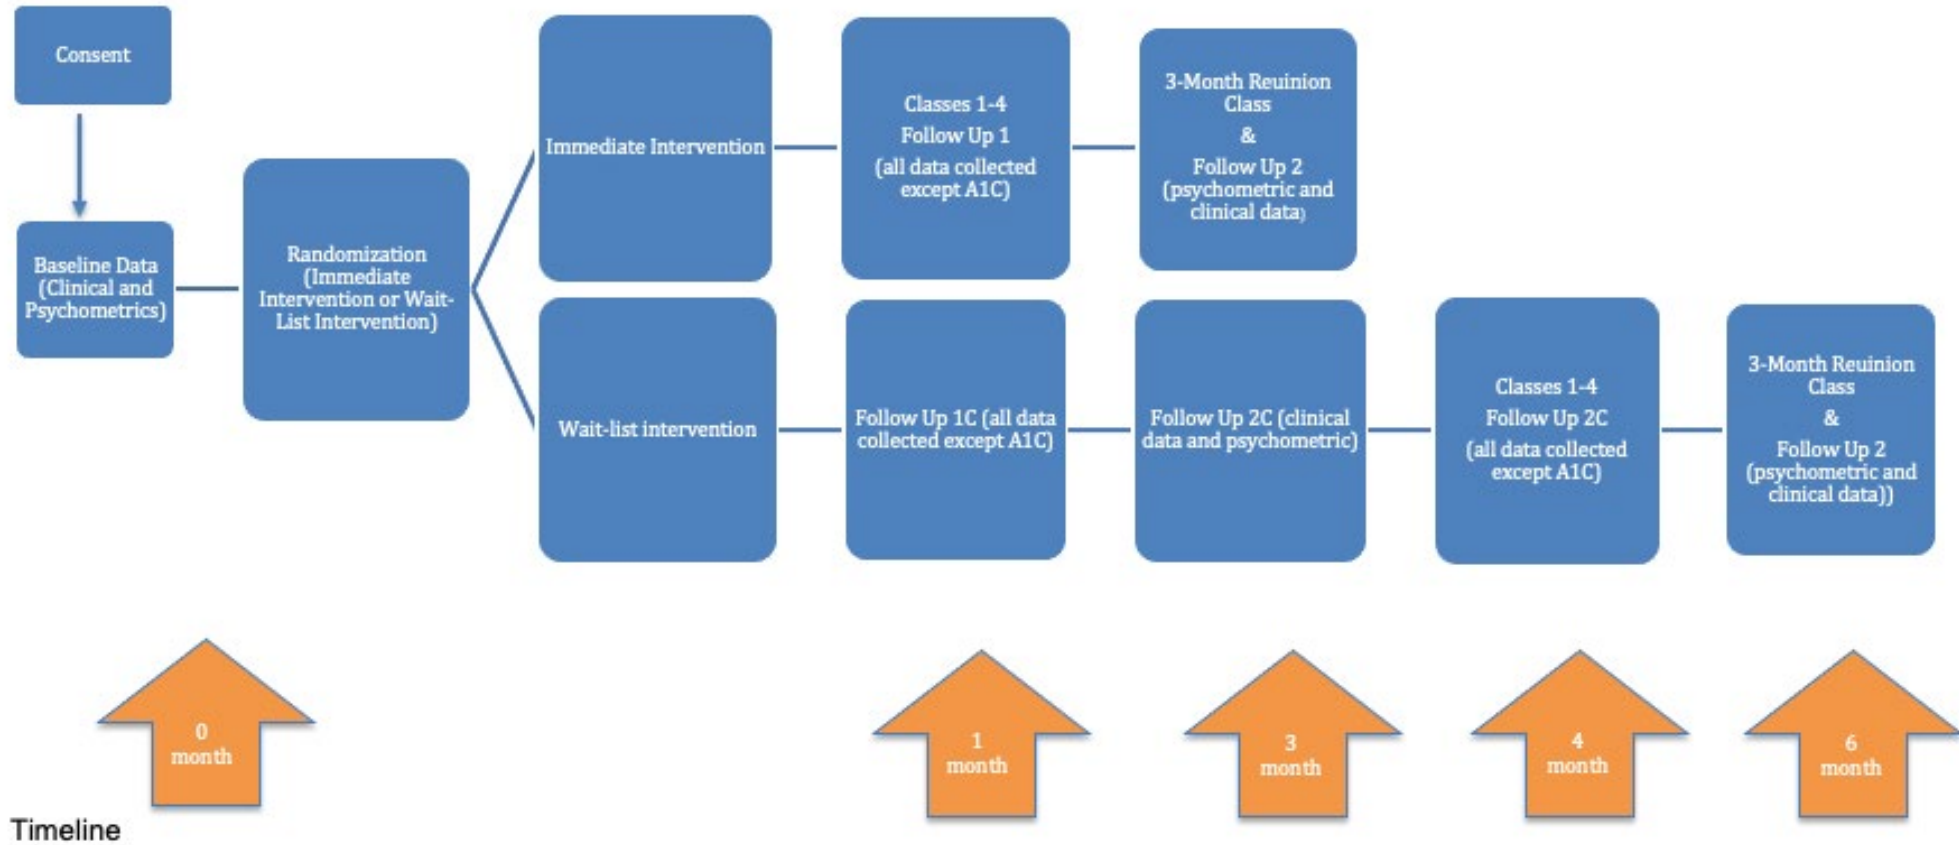 Consent
Baseline Data
(Clinical and
Psychometrics)
Randomization
(Immediate
Intervention or Wait-
List Intervention)
Immediate Intervention
Classes 1-4
Follow Up 1
(all data collected
except A1C)
3-Month Reuinion
Class
&
Follow Up 2
(psychometric and
clinical data)
Wait-list intervention
Follow Up 1C (all data
collected except A1C)
Follow Up 2C (clinical
data and psychometric)
Classes 1-4
Follow Up 2C
(all data collected
except A1C)
3-Month Reuinion
Class
&
Follow Up 2
(psychometric and
clinical data))
0
month
1
month
3
month
4
month
6
month
Timeline